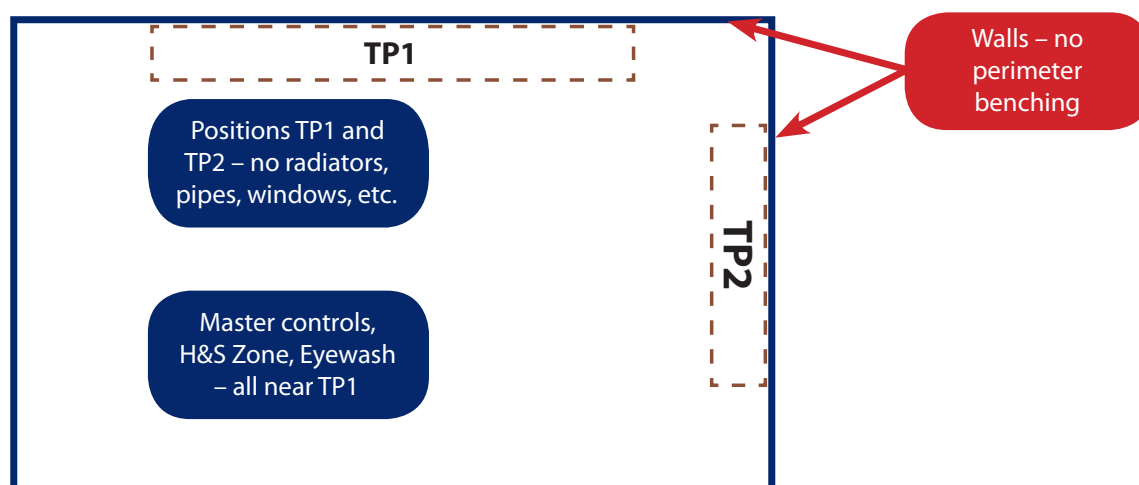 TP1
Walls – no
perimeter
benching
Positions TP1 and
TP2 – no radiators,
pipes, windows, etc.
TP2
Master controls,
H&S Zone, Eyewash
– all near TP1